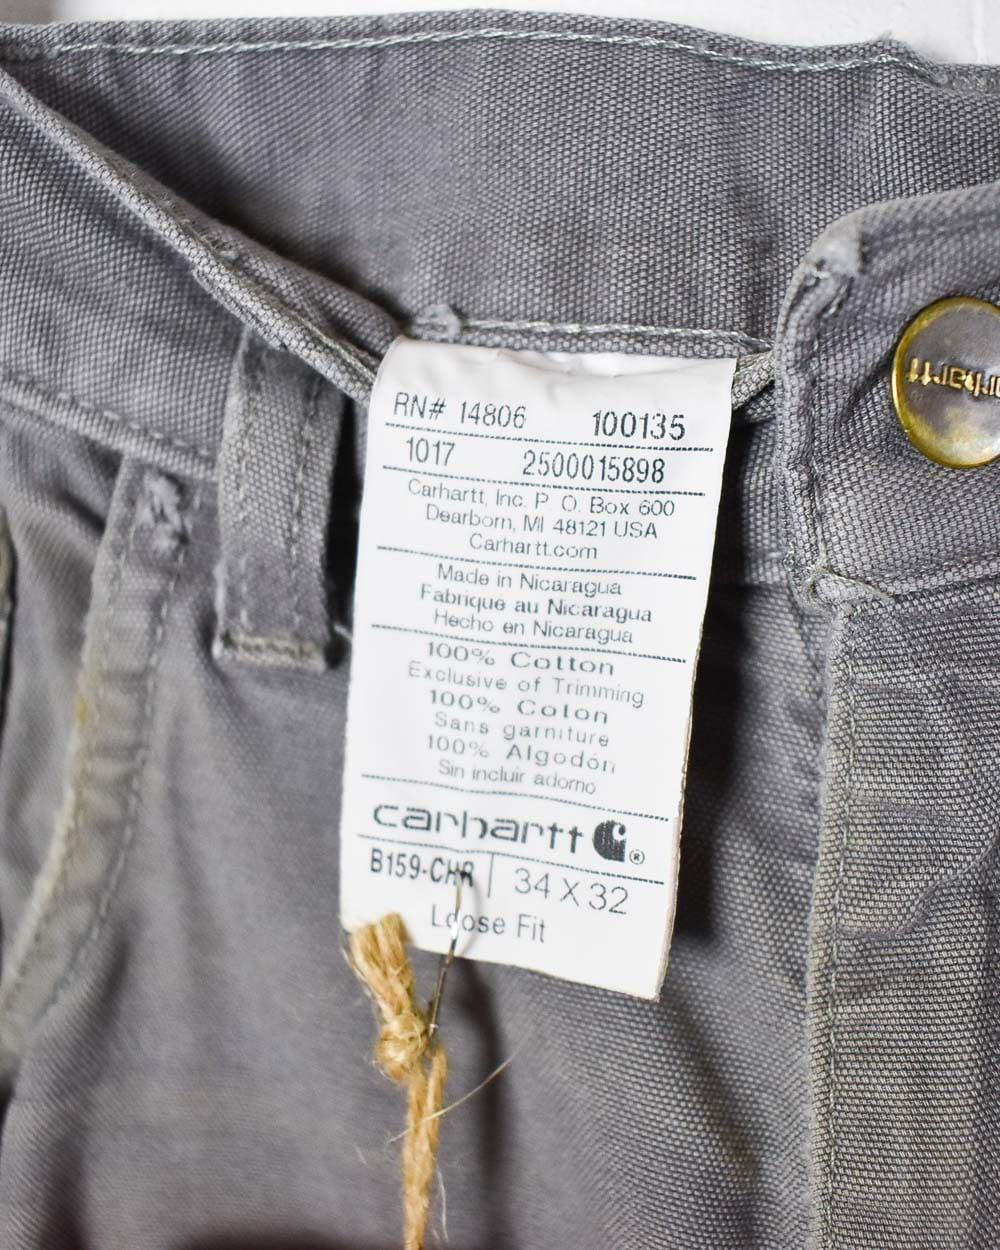 RN# 14806 100135
1017 2500015898
Carhartt, Inc. P. O. Box 600
Dearborn, MI 48121 USA
Carhartt.com
Made in Nicaragua
Fabriqué au Nicaragua
Hecho en Nicaragua
100% Cotton
Exclusive of Trimming
100% Coton
Sans garniture
100% Algodón
Sin incluir adorno
carhartt ®
B159-CHR 34 X 32
Loose Fit
carhartt